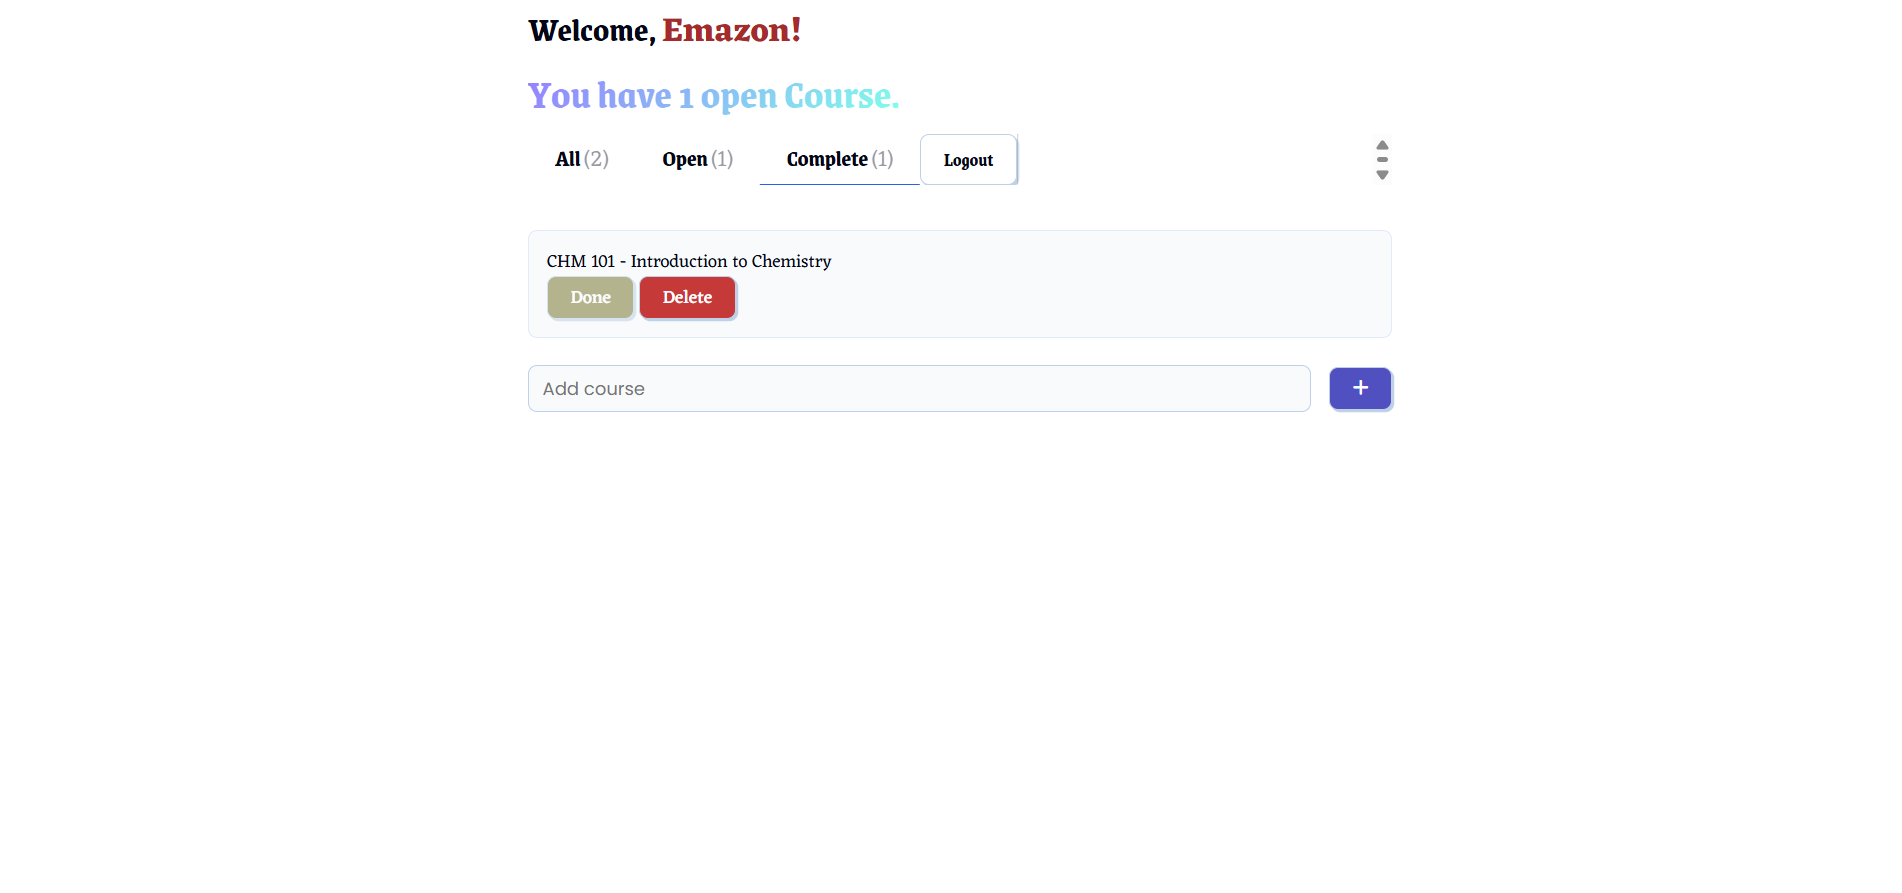 Welcome, Emazon!
You have 1 open Course.
All (2) Open (1) Complete (1) Logout
CHM 101 - Introduction to Chemistry
Done Delete
Add course +